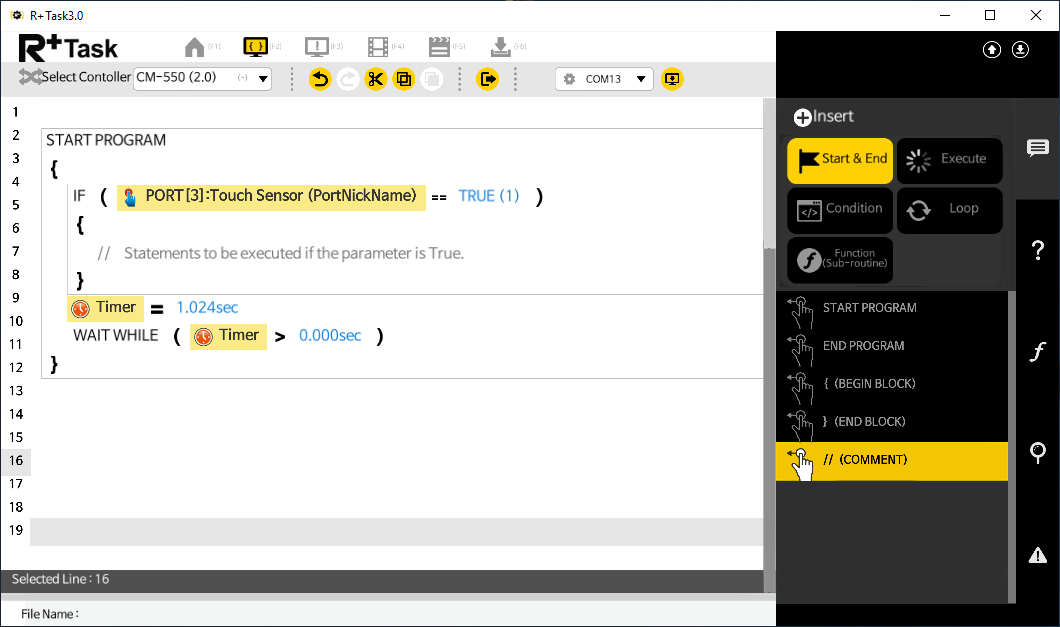 R+ Task3.0
R+Task
(F1)
(F2)
(F3)
(F4)
(F5)
(F6)
Select Contoller
CM-550 (2.0)
(-)
COM13
1
2
3
4
5
6
7
8
9
10
11
12
13
14
15
16
17
18
19
START PROGRAM
{
IF ( PORT[3]:Touch Sensor (PortNickName) == TRUE (1) )
{
// Statements to be executed if the parameter is True.
}
Timer = 1.024sec
WAIT WHILE ( Timer > 0.000sec )
}
Selected Line : 16
File Name :
Insert
Start & End
Execute
Condition
Loop
Function
(Sub-routine)
START PROGRAM
END PROGRAM
{ (BEGIN BLOCK)
} (END BLOCK)
// (COMMENT)